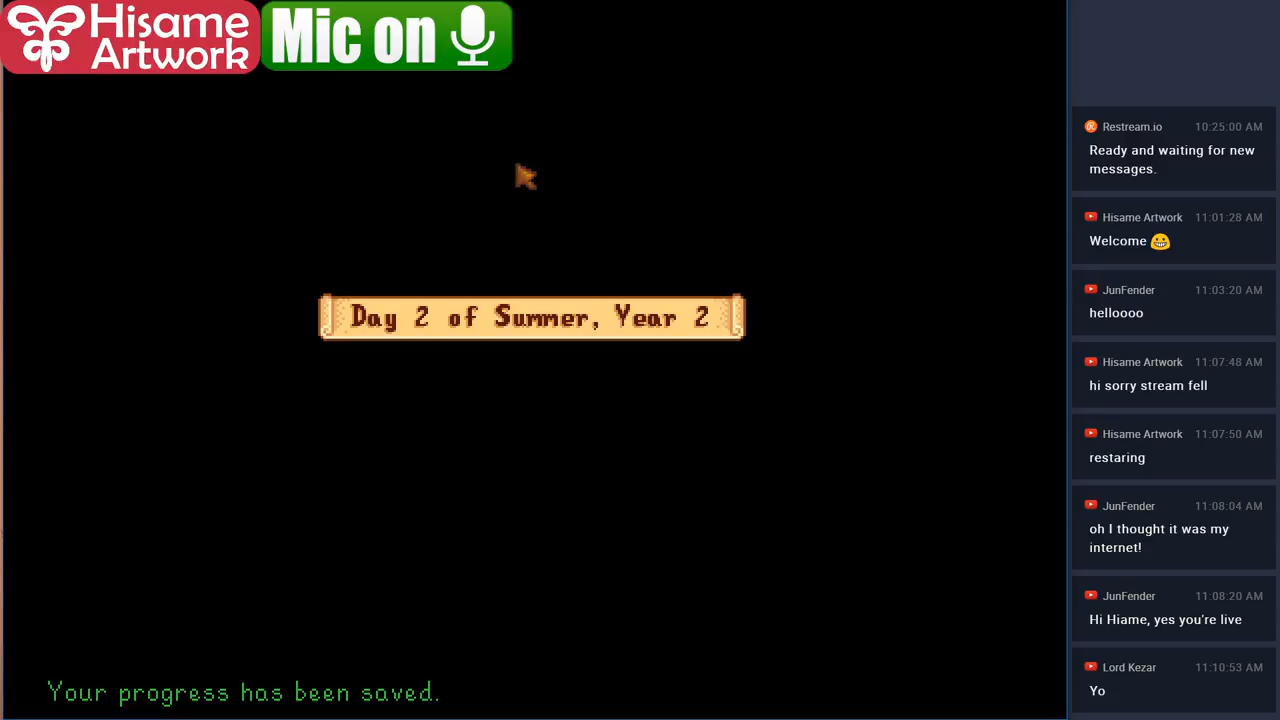 Hisame
Artwork
Mic on
Day 2 of Summer, Year 2
Your progress has been saved.
Restream.io 10:25:00 AM
Ready and waiting for new
messages.
Hisame Artwork 11:01:28 AM
Welcome 😀
JunFender 11:03:20 AM
helloooo
Hisame Artwork 11:07:48 AM
hi sorry stream fell
Hisame Artwork 11:07:50 AM
restaring
JunFender 11:08:04 AM
oh I thought it was my
internet!
JunFender 11:08:20 AM
Hi Hiame, yes you're live
Lord Kezar 11:10:53 AM
Yo